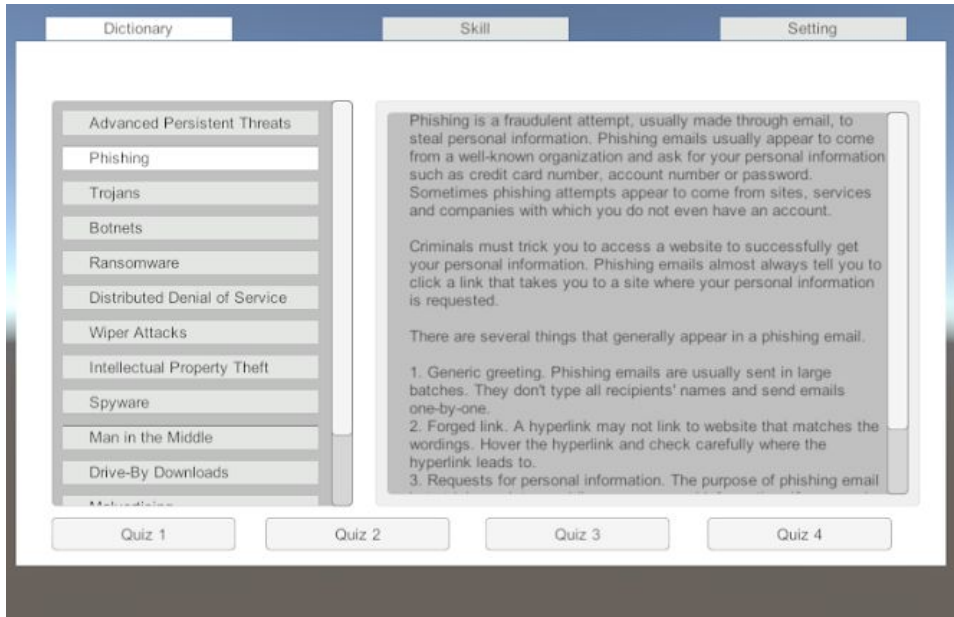 Dictionary
Skill
Setting
Advanced Persistent Threats
Phishing
Trojans
Botnets
Ransomware
Distributed Denial of Service
Wiper Attacks
Intellectual Property Theft
Spyware
Man in the Middle
Drive-By Downloads
Phishing is a fraudulent attempt, usually made through email, to
steal personal information. Phishing emails usually appear to come
from a well-known organization and ask for your personal information
such as credit card number, account number or password.
Sometimes phishing attempts appear to come from sites, services
and companies with which you do not even have an account.
Criminals must trick you to access a website to successfully get
your personal information. Phishing emails almost always tell you to
click a link that takes you to a site where your personal information
is requested.
There are several things that generally appear in a phishing email.
1. Generic greeting. Phishing emails are usually sent in large
batches. They don't type all recipients' names and send emails
one-by-one.
2. Forged link. A hyperlink may not link to website that matches the
wordings. Hover the hyperlink and check carefully where the
hyperlink leads to.
3. Requests for personal information. The purpose of phishing email
Quiz 1
Quiz 2
Quiz 3
Quiz 4